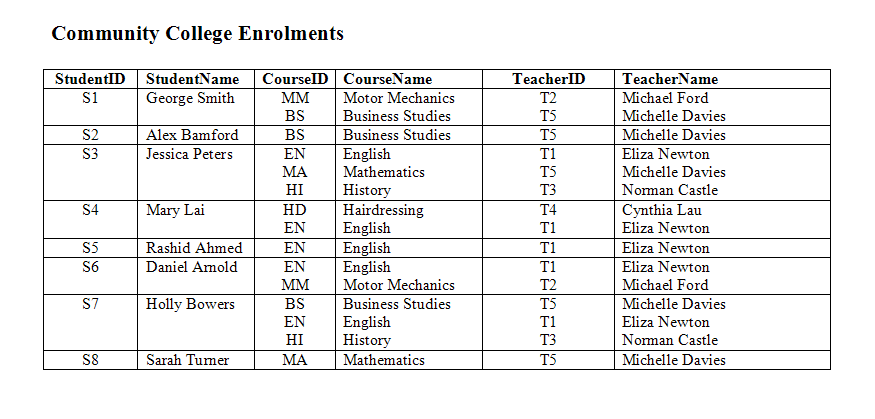 Community College Enrolments
StudentID StudentName CourseID CourseName TeacherID TeacherName
S1 George Smith MM Motor Mechanics T2 Michael Ford
BS Business Studies T5 Michelle Davies
S2 Alex Bamford BS Business Studies T5 Michelle Davies
S3 Jessica Peters EN English T1 Eliza Newton
MA Mathematics T5 Michelle Davies
HI History T3 Norman Castle
S4 Mary Lai HD Hairdressing T4 Cynthia Lau
EN English T1 Eliza Newton
S5 Rashid Ahmed EN English T1 Eliza Newton
S6 Daniel Arnold EN English T1 Eliza Newton
MM Motor Mechanics T2 Michael Ford
S7 Holly Bowers BS Business Studies T5 Michelle Davies
EN English T1 Eliza Newton
HI History T3 Norman Castle
S8 Sarah Turner MA Mathematics T5 Michelle Davies